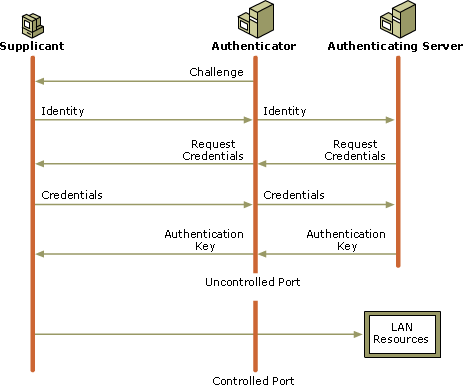 Supplicant Authenticator Authenticating Server
Challenge
Identity Identity
Request Request
Credentials Credentials
Credentials Credentials
Authentication Authentication
Key Key
Uncontrolled Port
LAN
Resources
Controlled Port